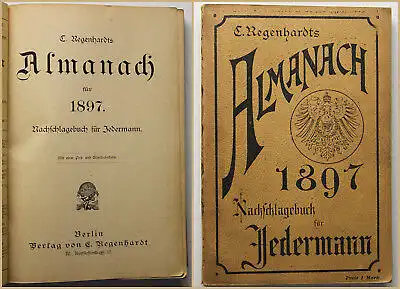 C. Regenhardts
Almanach
für
1897.
Nachschlagebuch für Jedermann.
Berlin
Verlag von C. Regenhardt
C. Regenhardts
ALMANACH
1897
Nachschlagebuch
für
Jedermann
Preis 1 Mark.